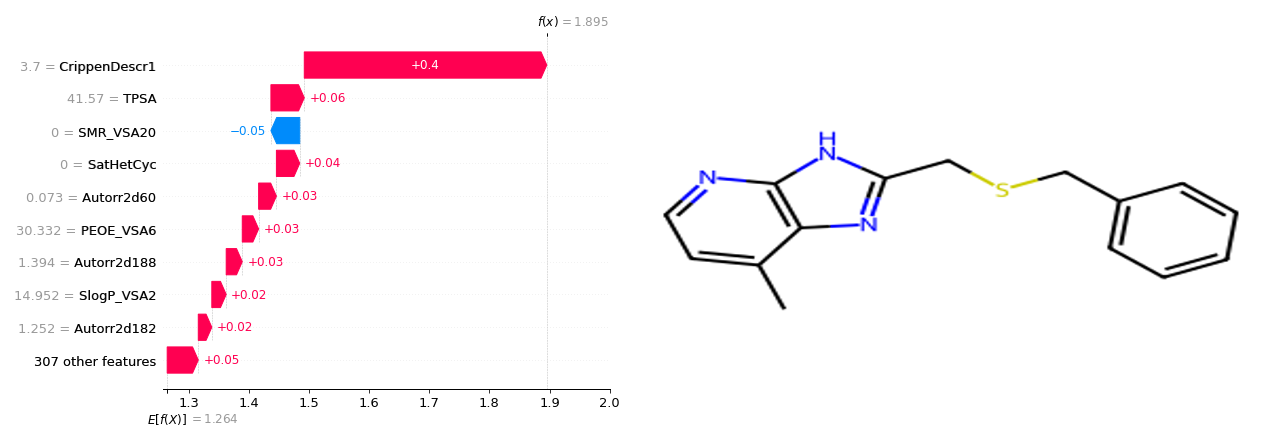 f(x) = 1.895
3.7 = CrippenDescr1 +0.4
41.57 = TPSA +0.06
0 = SMR_VSA20 −0.05
0 = SatHetCyc +0.04
0.073 = Autorr2d60 +0.03
30.332 = PEOE_VSA6 +0.03
1.394 = Autorr2d188 +0.03
14.952 = SlogP_VSA2 +0.02
1.252 = Autorr2d182 +0.02
307 other features +0.05
1.3 1.4 1.5 1.6 1.7 1.8 1.9 2.0
E[f(X)] = 1.264
H
N
N
N
S